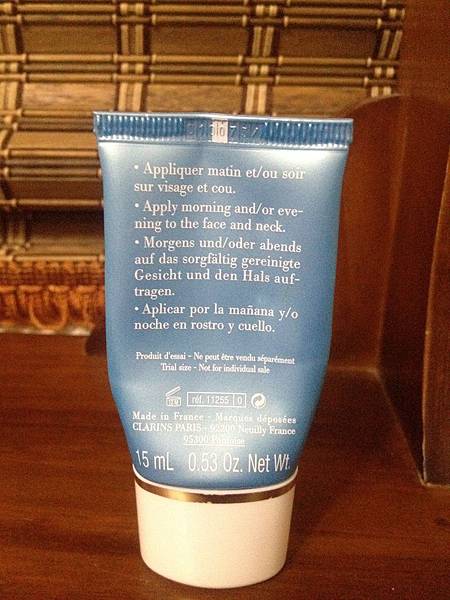 • Appliquer matin et/ou soir
sur visage et cou.
• Apply morning and/or eve-
ning to the face and neck.
• Morgens und/oder abends
auf das sorgfältig gereinigte
Gesicht und den Hals auf-
tragen.
• Aplicar por la mañana y/o
noche en rostro y cuello.
Produit d'essai - Ne peut être vendu séparément
Trial size - Not for individual sale
réf. 11255 0
Made in France - Marques déposées
CLARINS PARIS - 92200 Neuilly France
95300 Pontoise
15 mL 0.53 Oz. Net Wt.